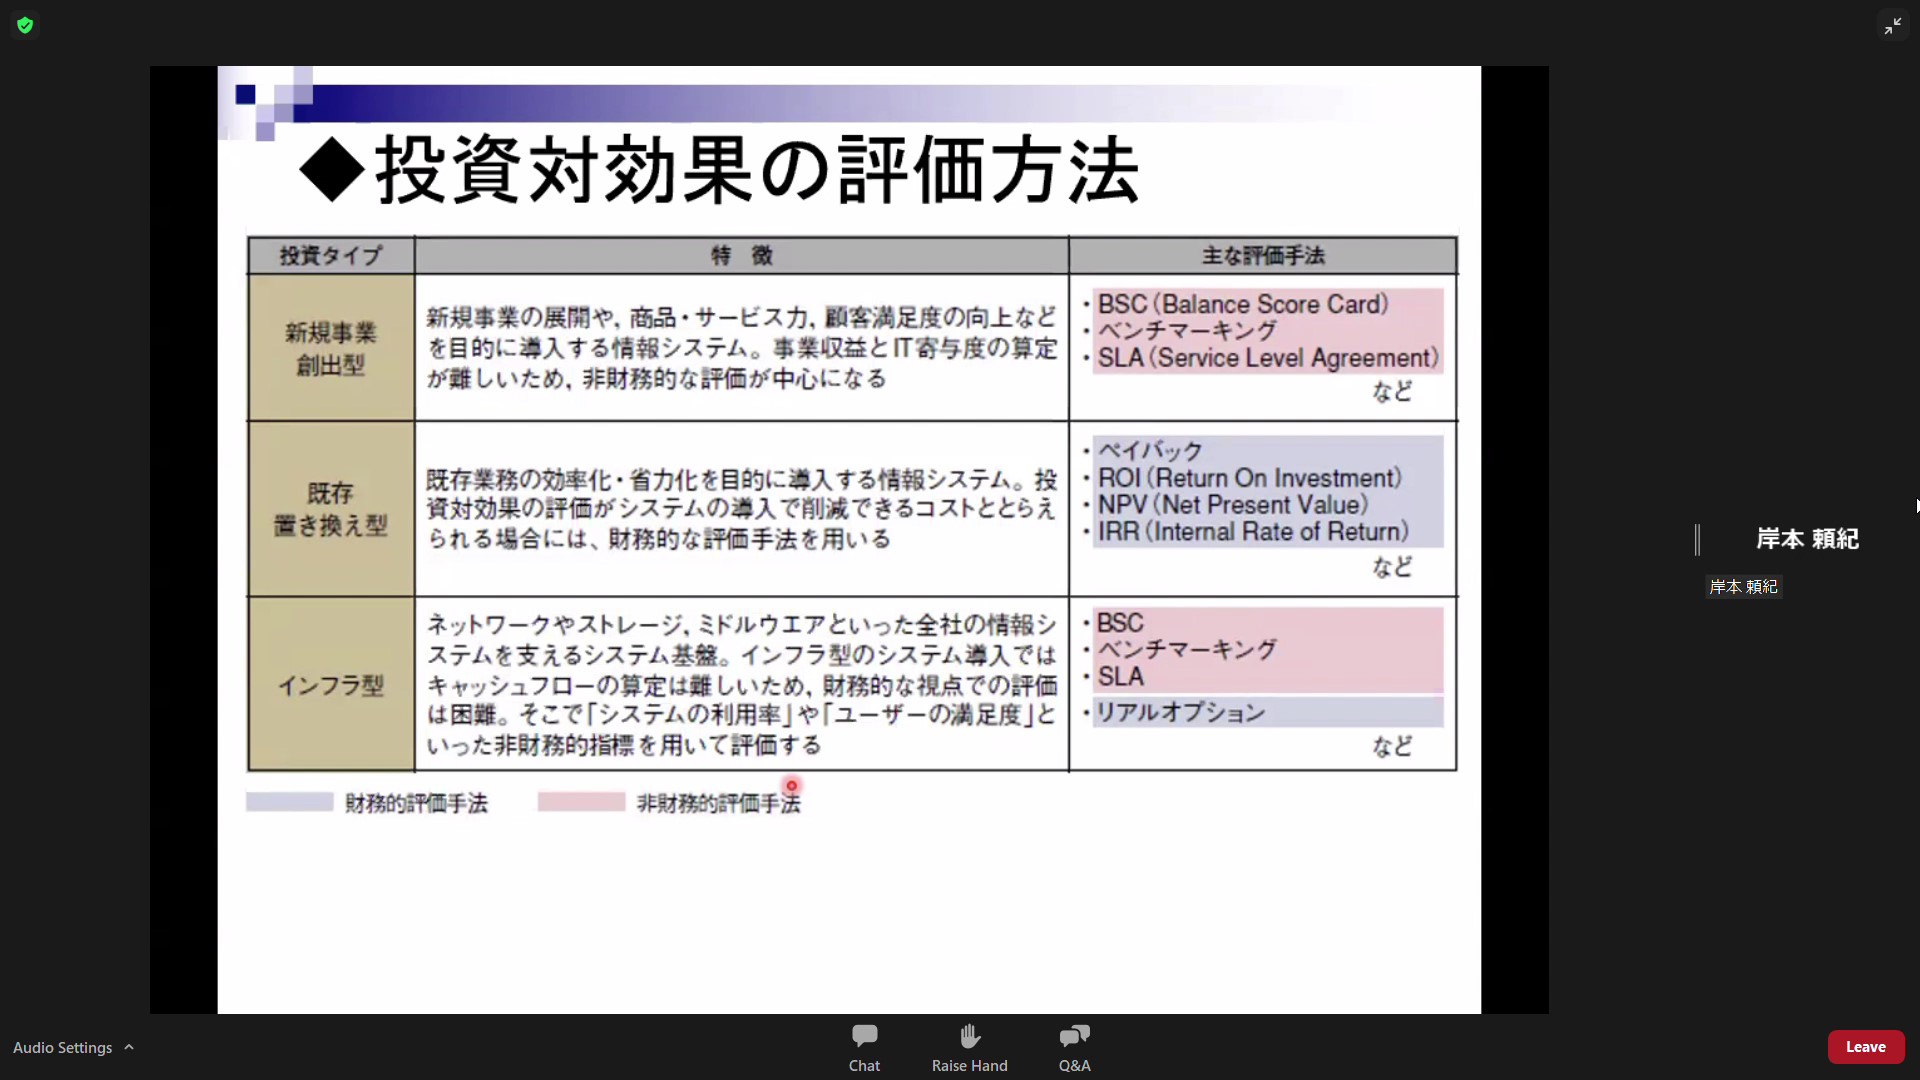 ◆投資対効果の評価方法
投資タイプ
特　徴
主な評価手法
新規事業
創出型
新規事業の展開や，商品・サービス力，顧客満足度の向上など
を目的に導入する情報システム。事業収益とIT寄与度の算定
が難しいため，非財務的な評価が中心になる
・BSC（Balance Score Card）
・ベンチマーキング
・SLA（Service Level Agreement）
など
既存
置き換え型
既存業務の効率化・省力化を目的に導入する情報システム。投
資対効果の評価がシステムの導入で削減できるコストととらえ
られる場合には、財務的な評価手法を用いる
・ペイバック
・ROI（Return On Investment）
・NPV（Net Present Value）
・IRR（Internal Rate of Return）
など
インフラ型
ネットワークやストレージ，ミドルウエアといった全社の情報シ
ステムを支えるシステム基盤。インフラ型のシステム導入では
キャッシュフローの算定は難しいため，財務的な視点での評価
は困難。そこで「システムの利用率」や「ユーザーの満足度」と
いった非財務的指標を用いて評価する
・BSC
・ベンチマーキング
・SLA
・リアルオプション
など
財務的評価手法
非財務的評価手法
岸本 頼紀
岸本 頼紀
Audio Settings
Chat
Raise Hand
Q&A
Leave